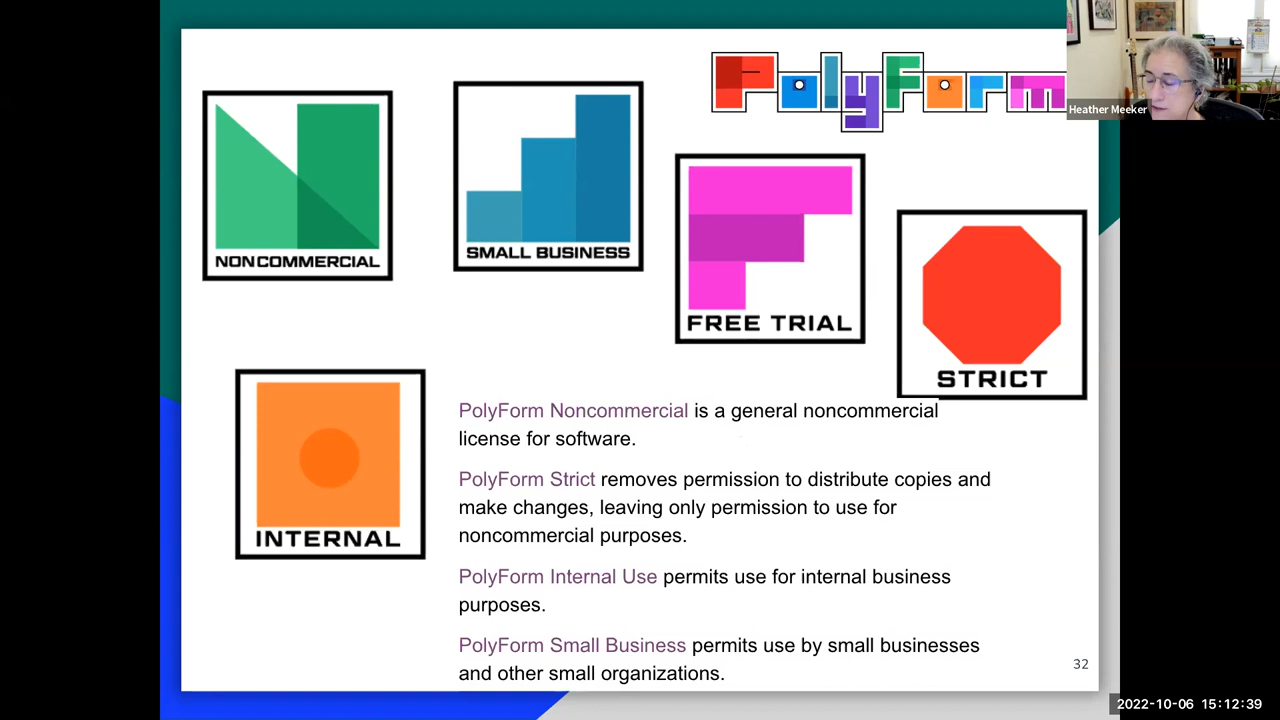 PolyForm
Heather Meeker
NONCOMMERCIAL
SMALL BUSINESS
FREE TRIAL
STRICT
INTERNAL
PolyForm Noncommercial is a general noncommercial
license for software.
PolyForm Strict removes permission to distribute copies and
make changes, leaving only permission to use for
noncommercial purposes.
PolyForm Internal Use permits use for internal business
purposes.
PolyForm Small Business permits use by small businesses
and other small organizations.
32
2022-10-06 15:12:39